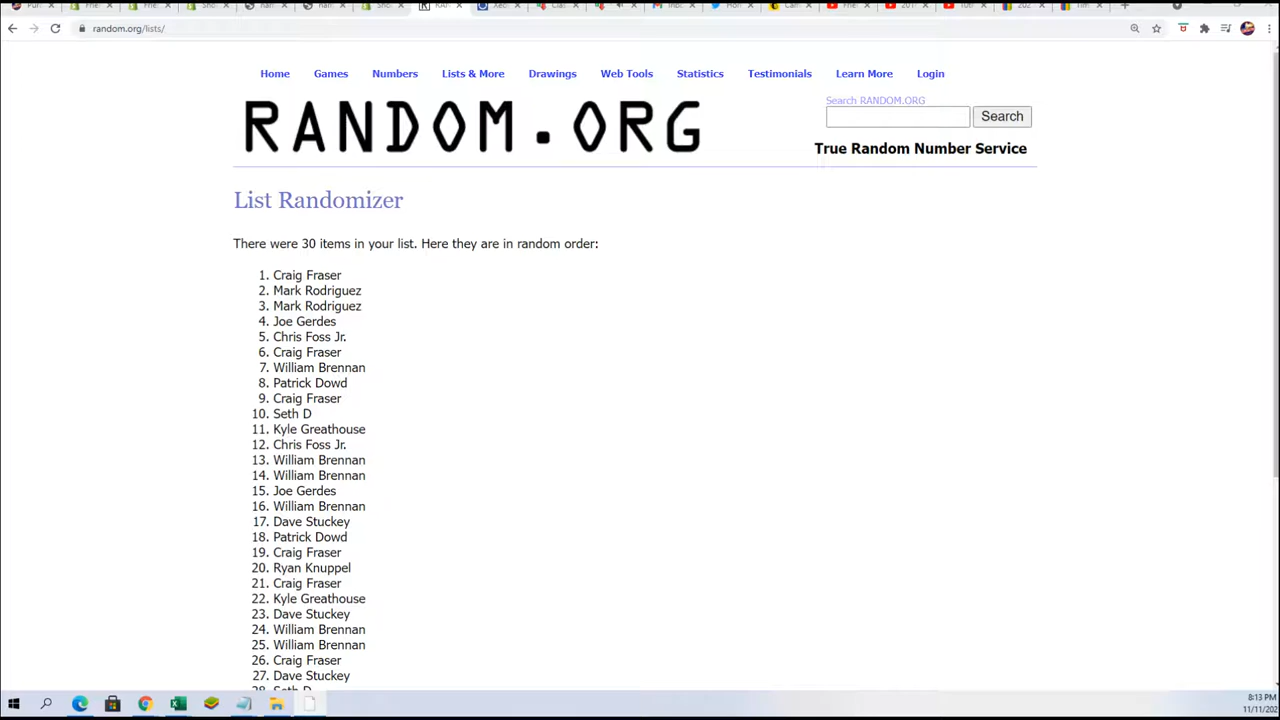 random.org/lists/
Home Games Numbers Lists & More Drawings Web Tools Statistics Testimonials Learn More Login
Search RANDOM.ORG
RANDOM.ORG
Search
True Random Number Service
List Randomizer
There were 30 items in your list. Here they are in random order:
1. Craig Fraser
2. Mark Rodriguez
3. Mark Rodriguez
4. Joe Gerdes
5. Chris Foss Jr.
6. Craig Fraser
7. William Brennan
8. Patrick Dowd
9. Craig Fraser
10. Seth D
11. Kyle Greathouse
12. Chris Foss Jr.
13. William Brennan
14. William Brennan
15. Joe Gerdes
16. William Brennan
17. Dave Stuckey
18. Patrick Dowd
19. Craig Fraser
20. Ryan Knuppel
21. Craig Fraser
22. Kyle Greathouse
23. Dave Stuckey
24. William Brennan
25. William Brennan
26. Craig Fraser
27. Dave Stuckey
28. Seth D
8:13 PM
11/11/202